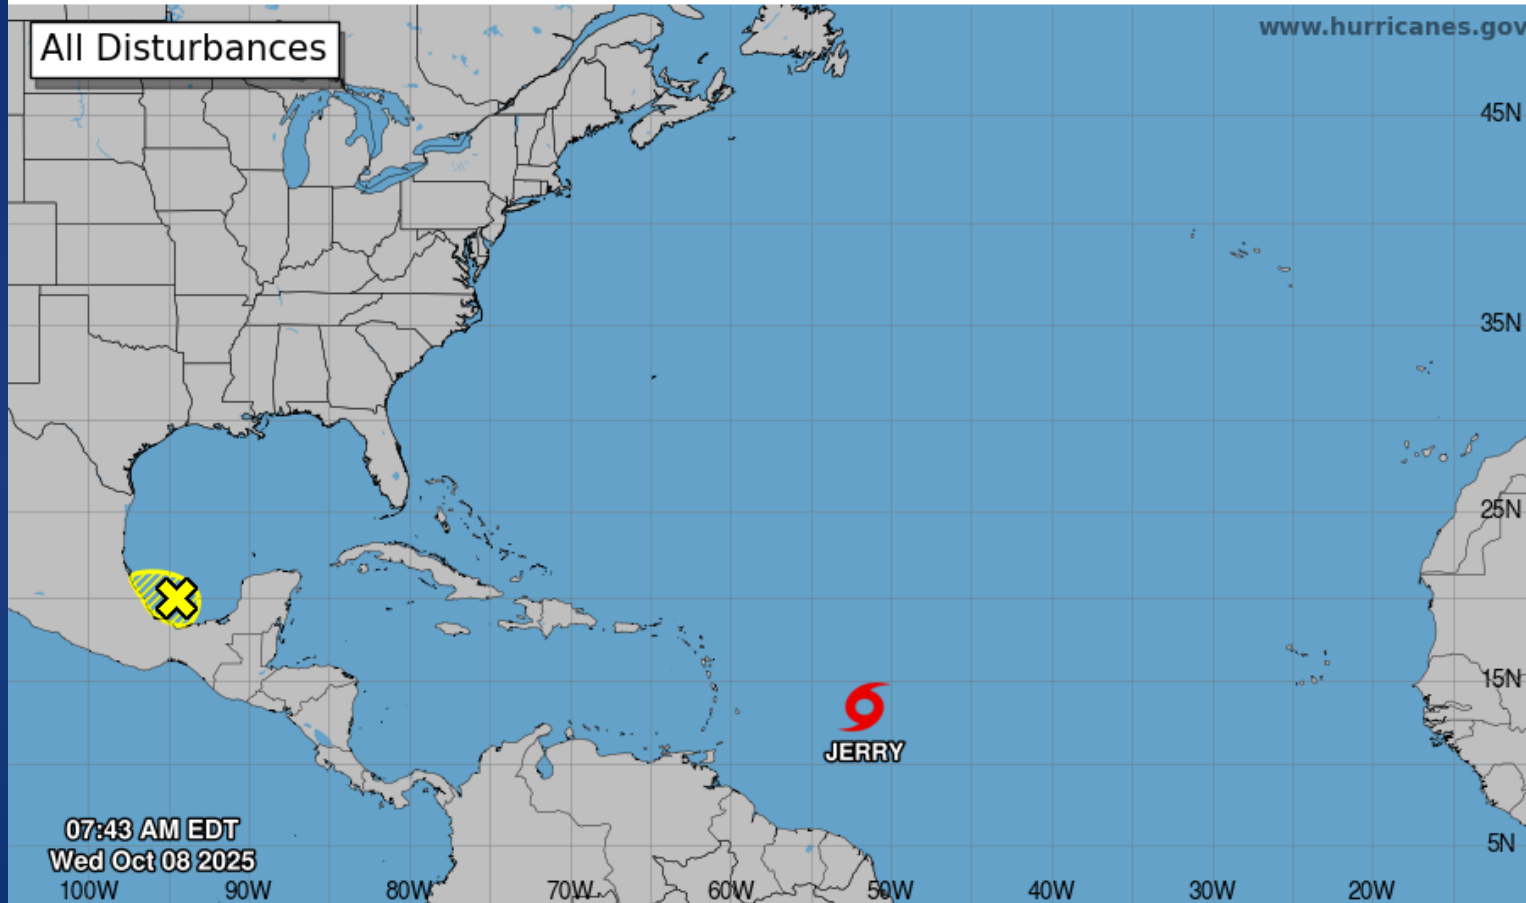 All Disturbances
www.hurricanes.gov
45N
35N
25N
15N
JERRY
5N
07:43 AM EDT
Wed Oct 08 2025
100W 90W 80W 70W 60W 50W 40W 30W 20W